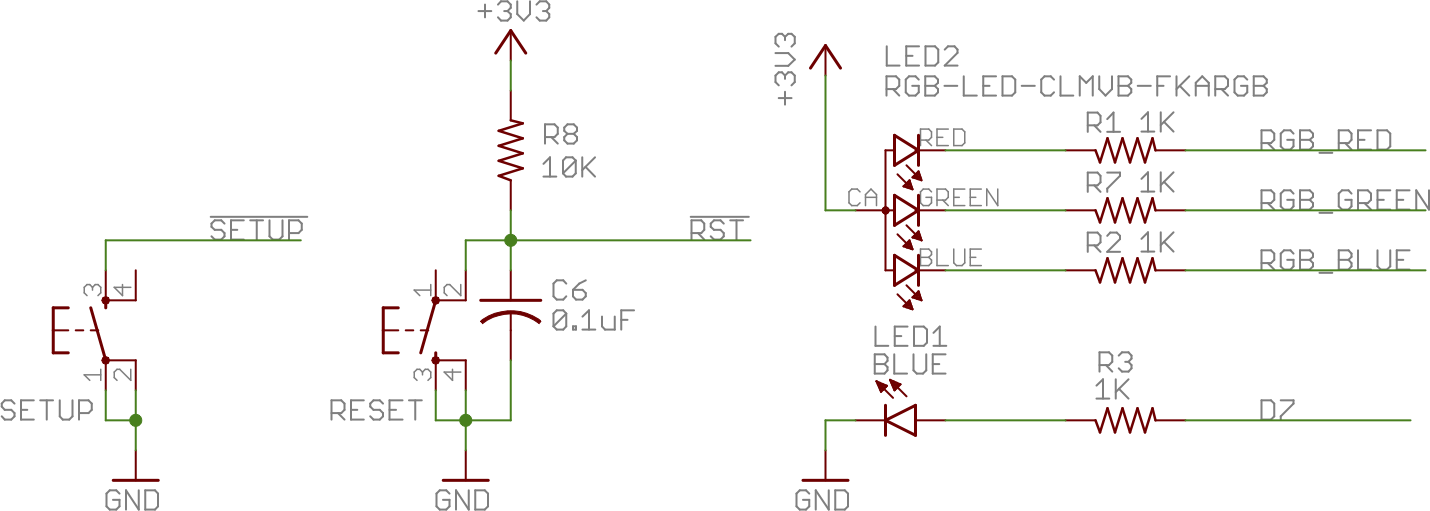 +3V3
R8
10K
SETUP
RST
3
4
1
2
SETUP
GND
1
2
3
4
C6
0.1uF
RESET
GND
+3V3
LED2
RGB-LED-CLMVB-FKARGB
CA
RED
GREEN
BLUE
R1 1K
R7 1K
R2 1K
RGB_RED
RGB_GREEN
RGB_BLUE
LED1
BLUE
R3
1K
D7
GND